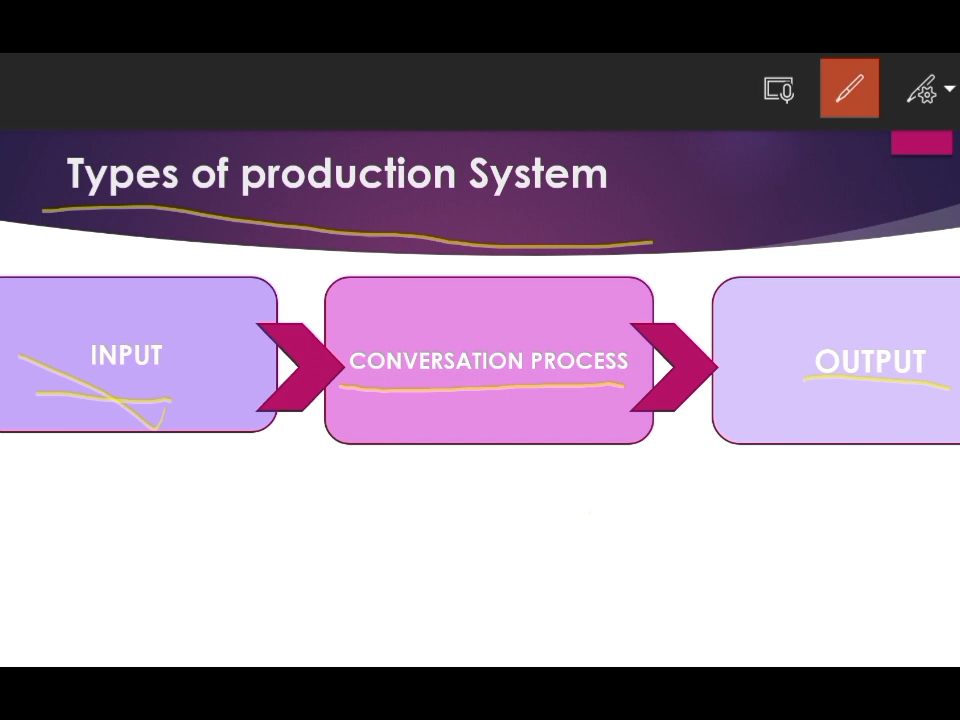 Types of production System
INPUT
CONVERSATION PROCESS
OUTPUT